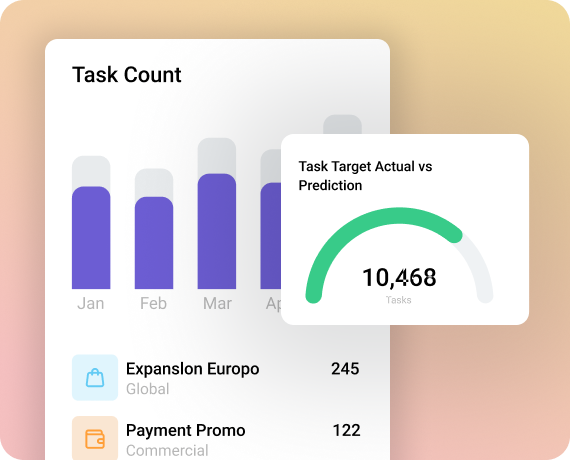 Task Count
Task Target Actual vs
Prediction
10,468
Tasks
Jan
Feb
Mar
Ap
Expanslon Europo
245
Global
Payment Promo
122
Commercial